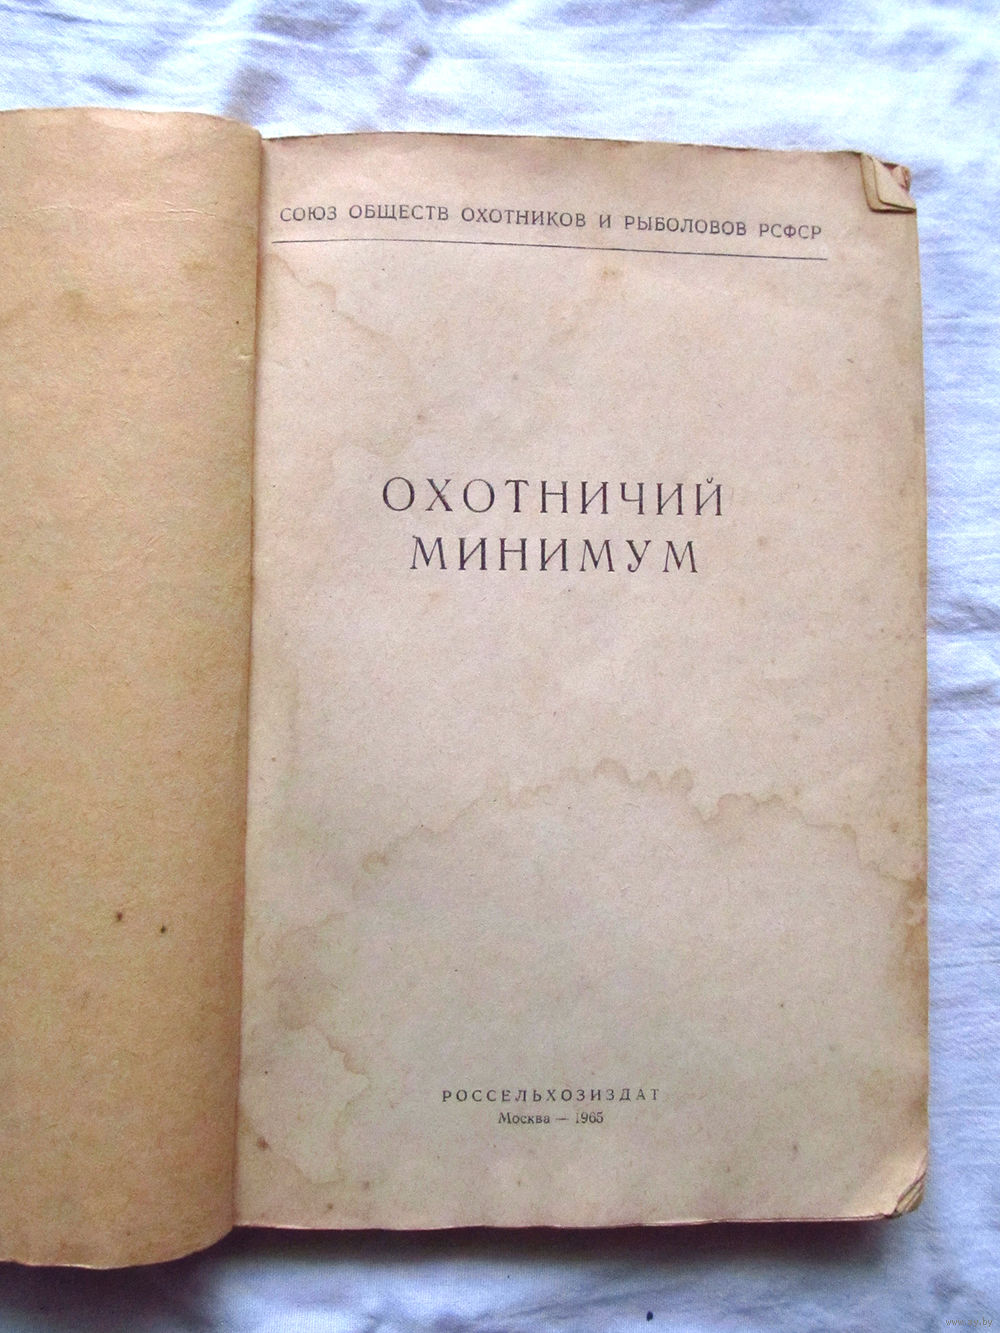 СОЮЗ ОБЩЕСТВ ОХОТНИКОВ И РЫБОЛОВОВ РСФСР
ОХОТНИЧИЙ
МИНИМУМ
РОССЕЛЬХОЗИЗДАТ
Москва — 1965